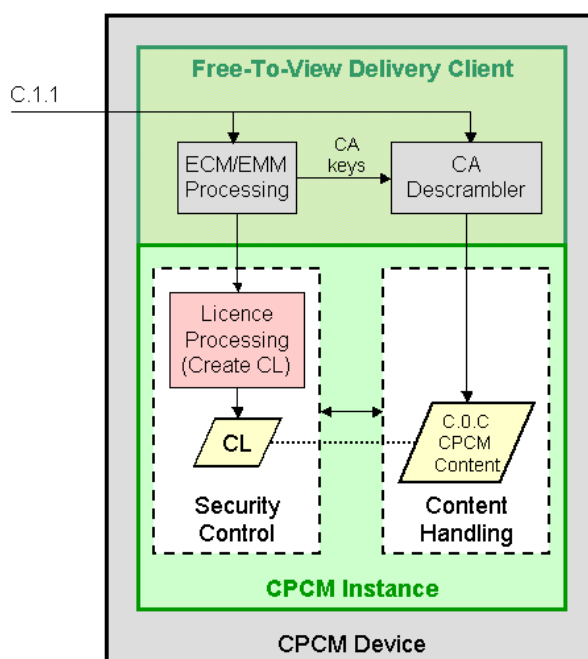 Free-To-View Delivery Client
C.1.1
ECM/EMM
Processing
CA
keys
CA
Descrambler
Licence
Processing
(Create CL)
CL
C.0.C
CPCM
Content
Security
Control
Content
Handling
CPCM Instance
CPCM Device